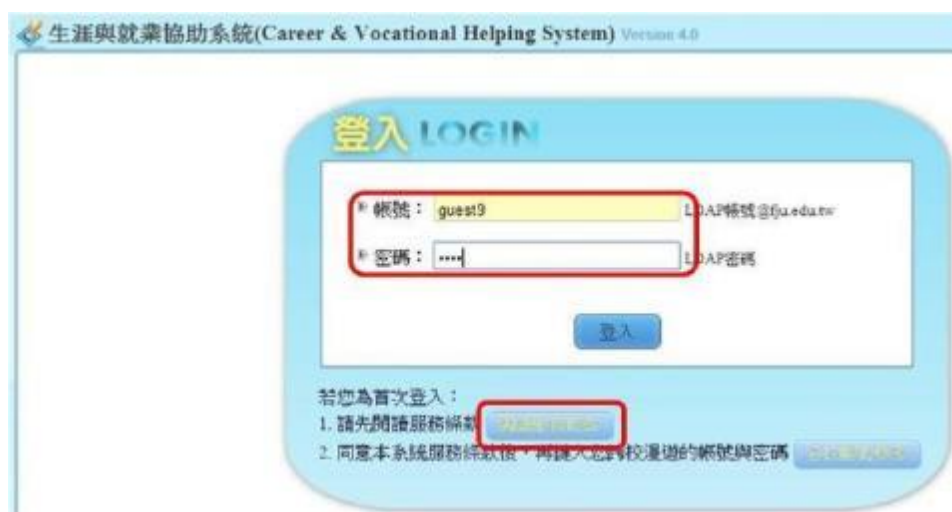 生涯與就業協助系統(Career & Vocational Helping System) Version 4.0
登入 LOGIN
帳號： guest9 LDAP帳號@fju.edu.tw
密碼： •••• LDAP密碼
登入
若您為首次登入：
1. 請先閱讀服務條款
2. 同意本系統服務條款後，再鍵入您的帳號與密碼